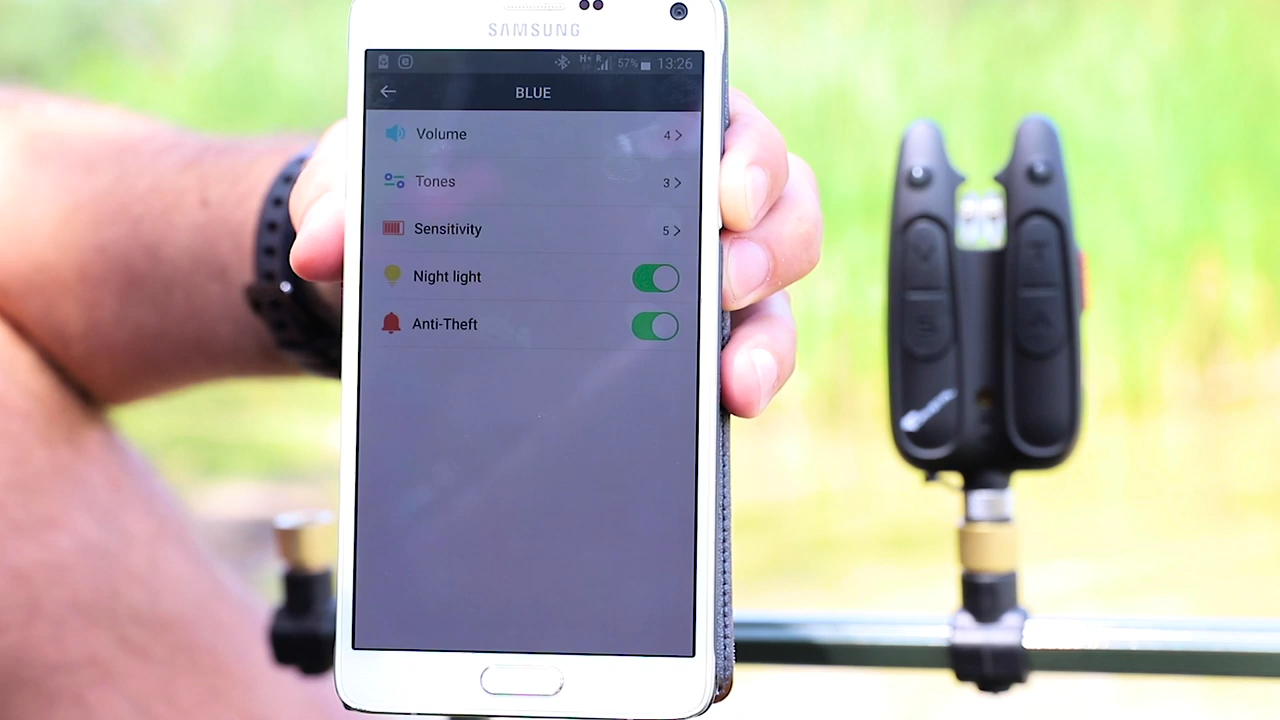 SAMSUNG
H+ R 57% 13:26
BLUE
Volume 4
Tones 3
Sensitivity 5
Night light
Anti-Theft